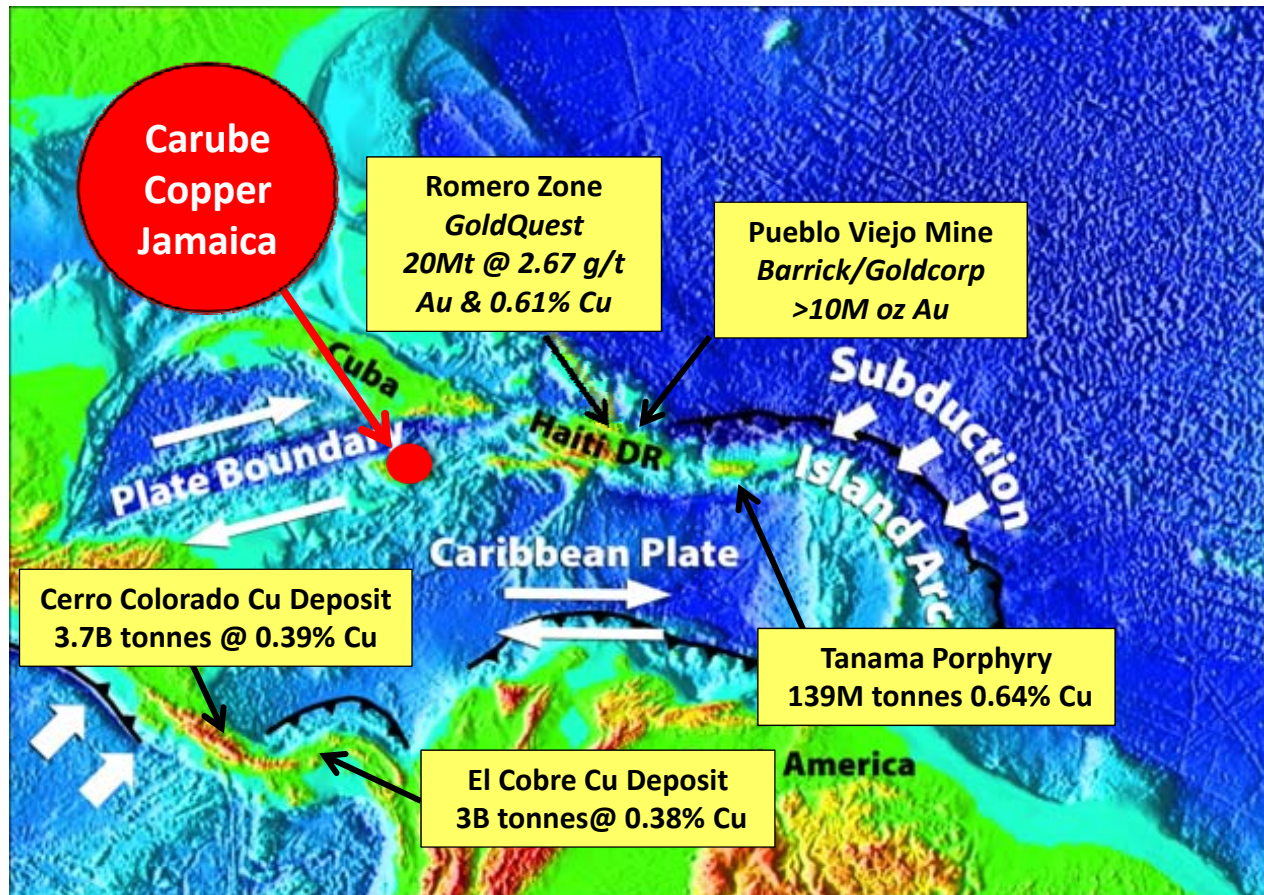 Carube
Copper
Jamaica
Romero Zone
GoldQuest
20Mt @ 2.67 g/t
Au & 0.61% Cu
Pueblo Viejo Mine
Barrick/Goldcorp
>10M oz Au
Cuba
Haiti DR
Subduction
Island Arc
Plate Boundary
Caribbean Plate
Cerro Colorado Cu Deposit
3.7B tonnes @ 0.39% Cu
Tanama Porphyry
139M tonnes 0.64% Cu
El Cobre Cu Deposit
3B tonnes@ 0.38% Cu
America